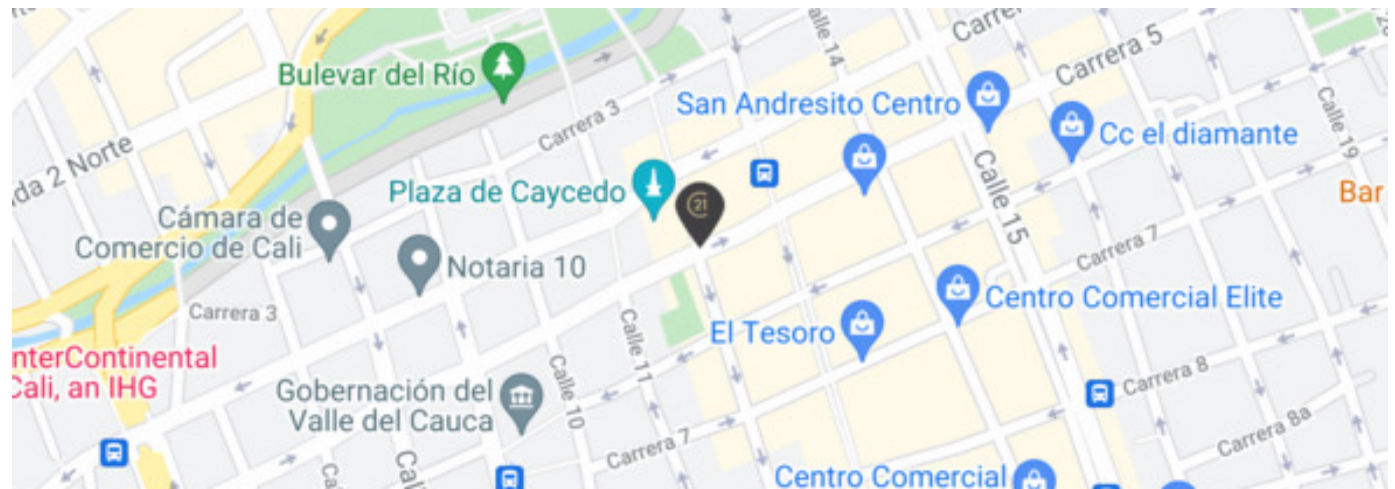 Calle 14
Carre
Carrera 5
Bulevar del Río
San Andresito Centro
Carrera 3
Cc el diamante
Calle 19
da 2 Norte
Plaza de Caycedo
21
Calle 15
Bar
Cámara de
Comercio de Cali
Notaria 10
Carrera 7
Centro Comercial Elite
Carrera 3
El Tesoro
Calle 11
nterContinental
Cali, an IHG
Gobernación del
Valle del Cauca
Calle 10
Carrera 8
Carrera 8a
Carrera 7
Centro Comercial